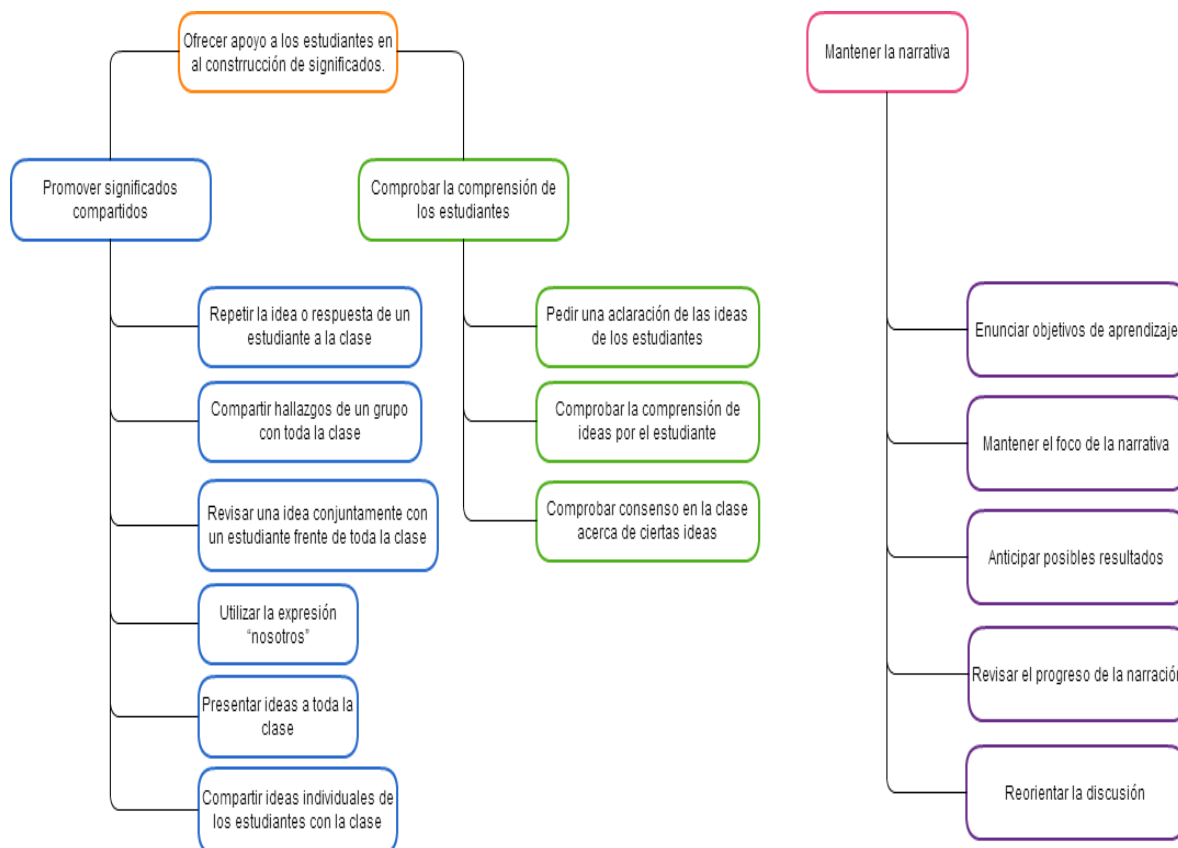 Ofrecer apoyo a los estudiantes en
al constrrucción de significados.
Promover significados
compartidos
Repetir la idea o respuesta de un
estudiante a la clase
Compartir hallazgos de un grupo
con toda la clase
Revisar una idea conjuntamente con
un estudiante frente de toda la clase
Utilizar la expresión
“nosotros”
Presentar ideas a toda la
clase
Compartir ideas individuales de
los estudiantes con la clase
Comprobar la comprensión de
los estudiantes
Pedir una aclaración de las ideas
de los estudiantes
Comprobar la comprensión de
ideas por el estudiante
Comprobar consenso en la clase
acerca de ciertas ideas
Mantener la narrativa
Enunciar objetivos de aprendizaje
Mantener el foco de la narrativa
Anticipar posibles resultados
Revisar el progreso de la narración
Reorientar la discusión